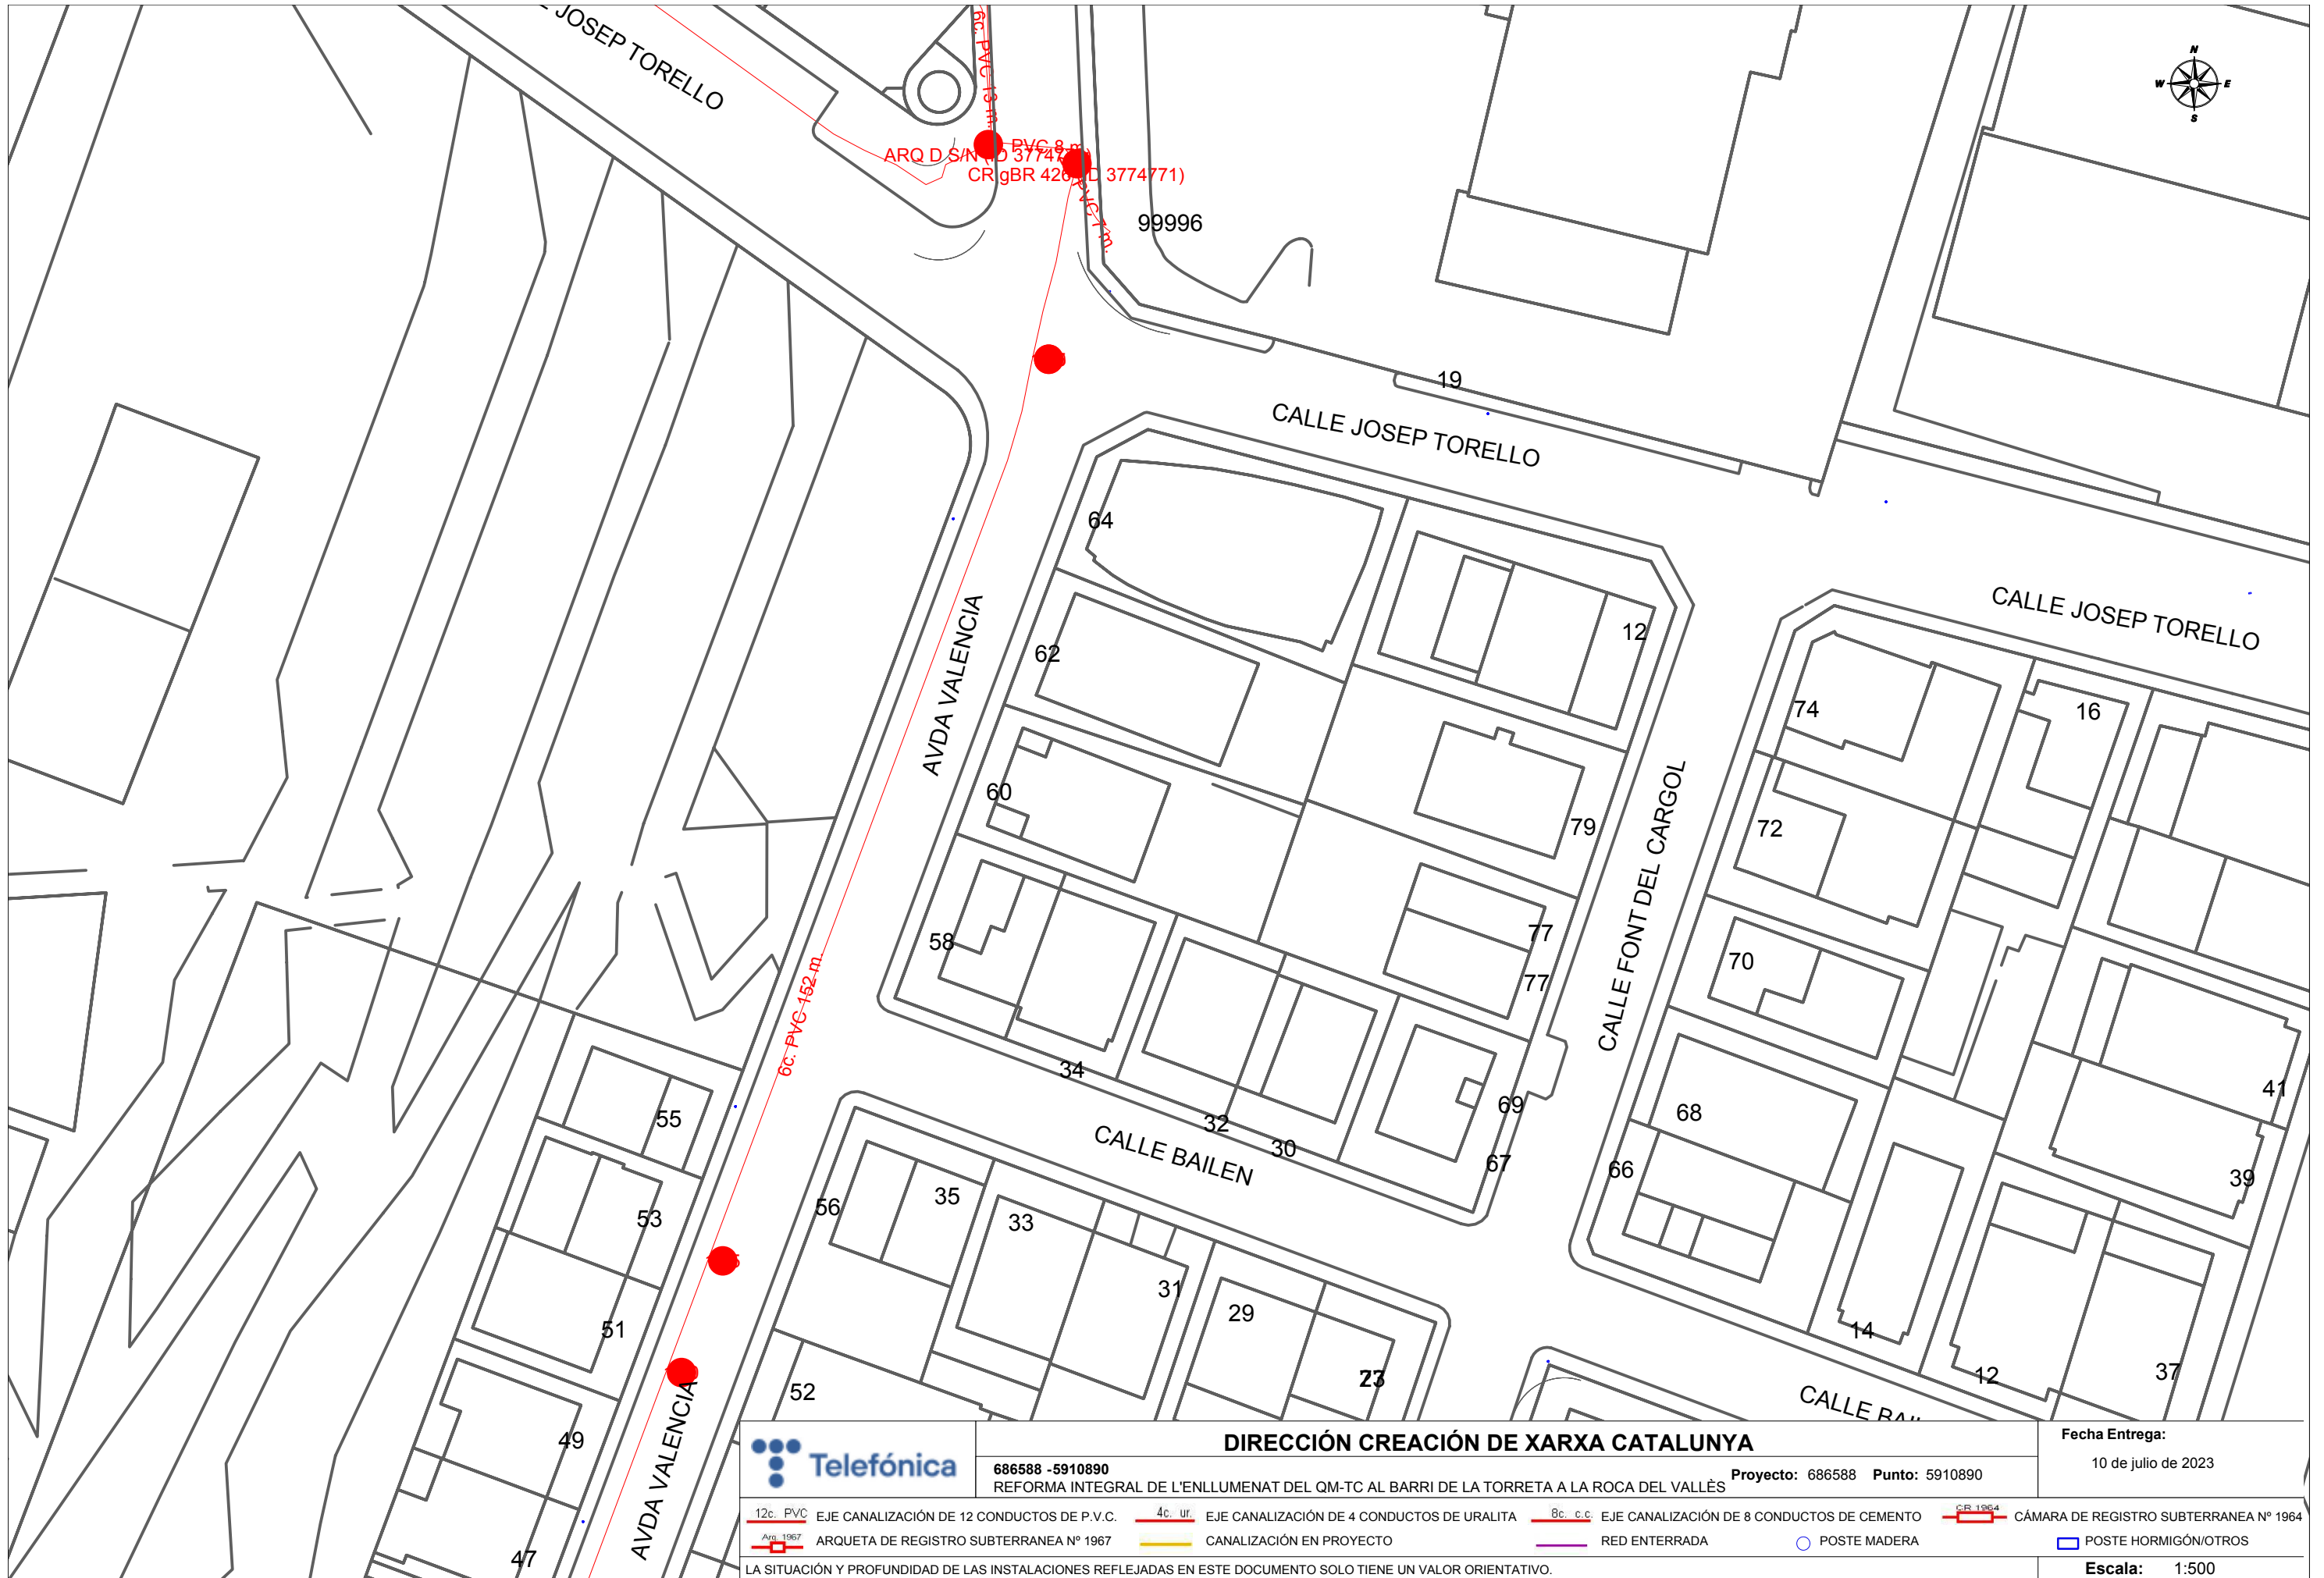 JOSEP TORELLO
6c. PVC 13 m.
PVC 8 m.
ARQ D S/N
CR gBR 426
3774771)
PVC 7 m.
N
W E
S
99996
19
CALLE JOSEP TORELLO
64
12
CALLE JOSEP TORELLO
62
AVDA VALENCIA
74
16
60
79
72
CALLE FONT DEL CARGOL
58
77
70
77
6c. PVC 152 m.
34
41
55
69
68
32
CALLE BAILEN
30
67
66
39
56
35
33
53
31
29
51
14
23
12
37
52
CALLE
49
AVDA VALENCIA
47
Telefónica
DIRECCIÓN CREACIÓN DE XARXA CATALUNYA
Fecha Entrega:
10 de julio de 2023
686588 -5910890
REFORMA INTEGRAL DE L'ENLLUMENAT DEL QM-TC AL BARRI DE LA TORRETA A LA ROCA DEL VALLÈS
Proyecto: 686588 Punto: 5910890
12c. PVC EJE CANALIZACIÓN DE 12 CONDUCTOS DE P.V.C. 4c. ur. EJE CANALIZACIÓN DE 4 CONDUCTOS DE URALITA 8c. c.c. EJE CANALIZACIÓN DE 8 CONDUCTOS DE CEMENTO CR 1964 CÁMARA DE REGISTRO SUBTERRANEA Nº 1964
Arq. 1967 ARQUETA DE REGISTRO SUBTERRANEA Nº 1967 CANALIZACIÓN EN PROYECTO RED ENTERRADA POSTE MADERA POSTE HORMIGÓN/OTROS
LA SITUACIÓN Y PROFUNDIDAD DE LAS INSTALACIONES REFLEJADAS EN ESTE DOCUMENTO SOLO TIENE UN VALOR ORIENTATIVO.
Escala: 1:500